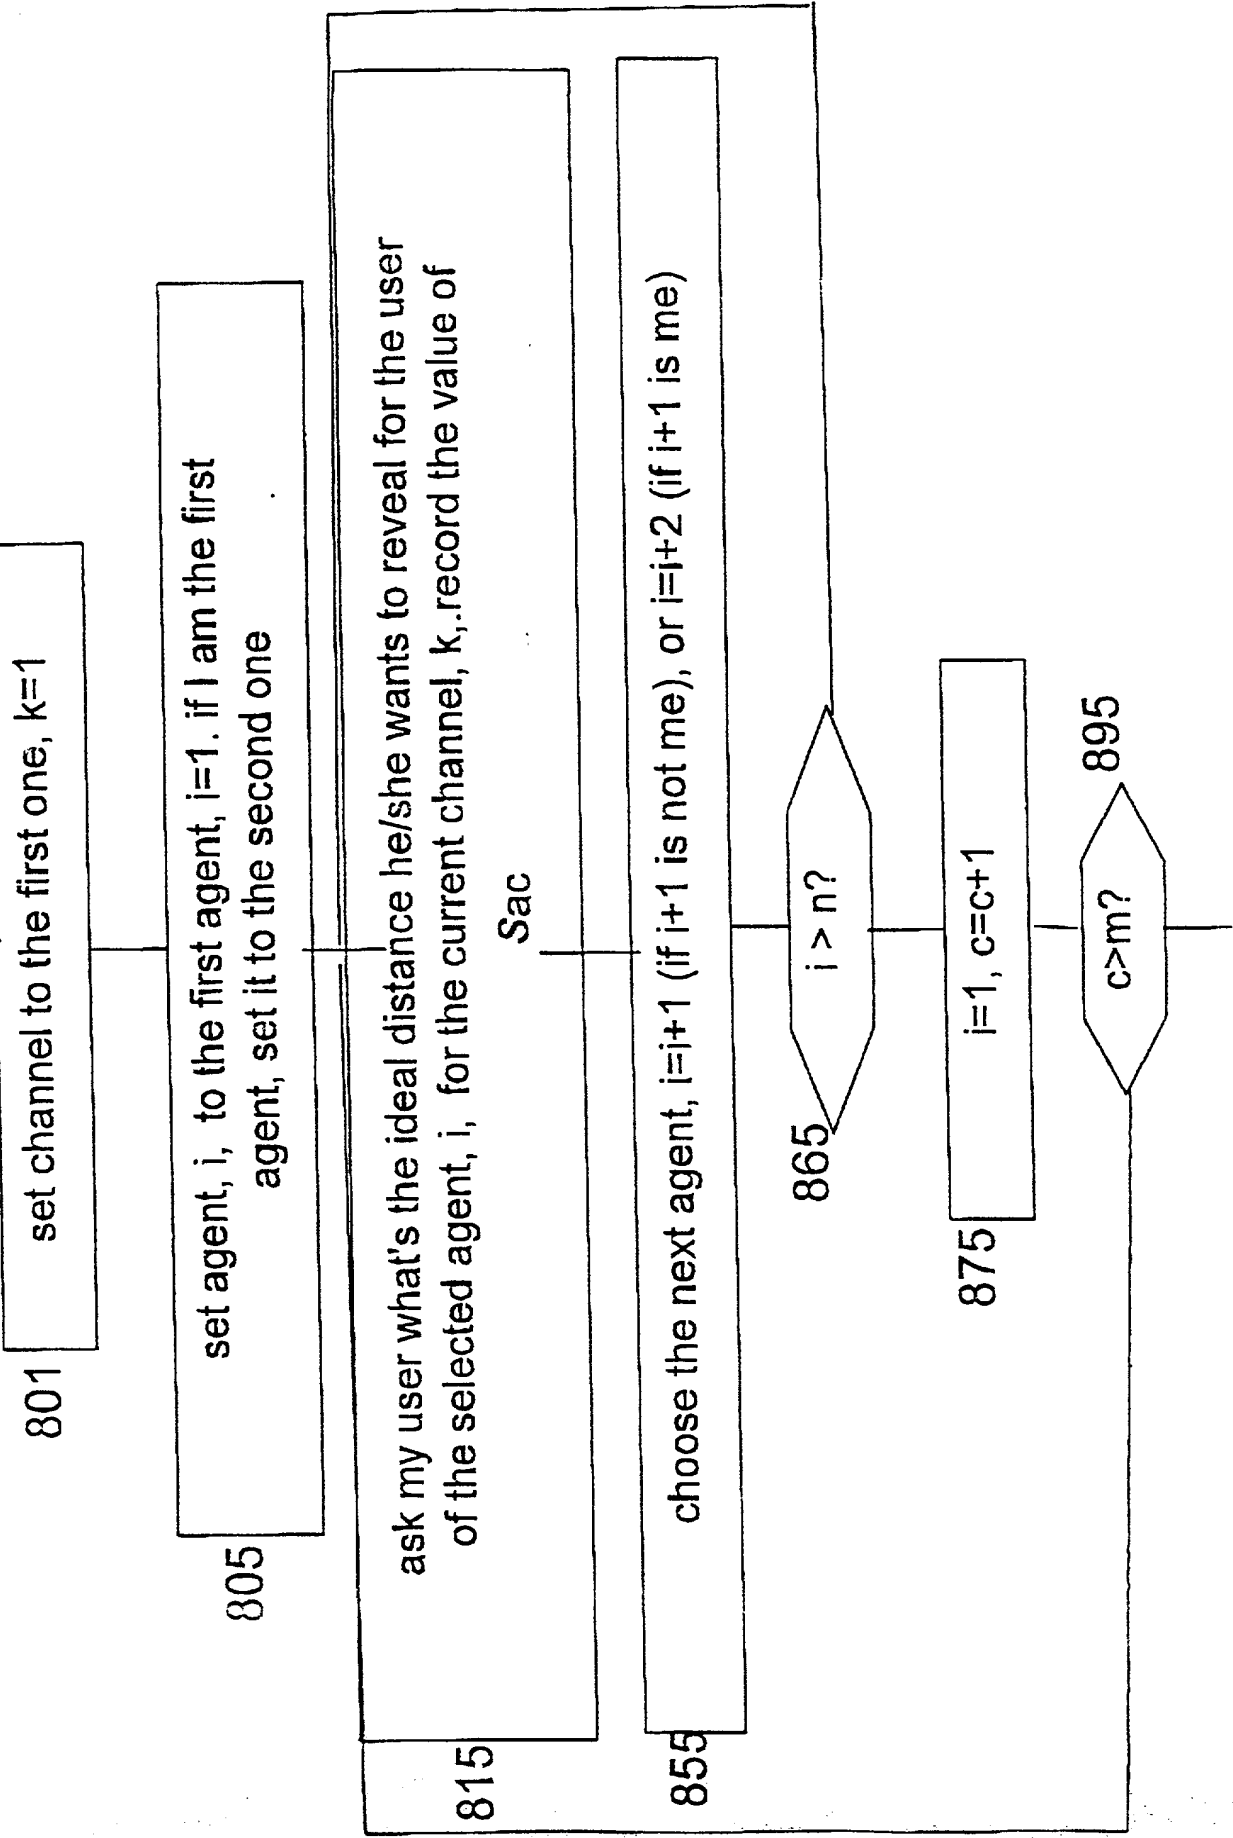 801
set channel to the first one, k=1
805
set agent, i, to the first agent, i=1. if I am the first
agent, set it to the second one
815
ask my user what's the ideal distance he/she wants to reveal for the user
of the selected agent, i, for the current channel, k,.record the value of
Sac
855
choose the next agent, i=i+1 (if i+1 is not me), or i=i+2 (if i+1 is me)
865
i > n?
875
i=1, c=c+1
c>m?
895